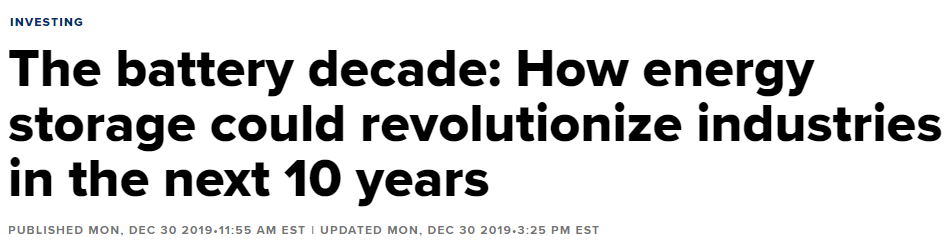 INVESTING
The battery decade: How energy
storage could revolutionize industries
in the next 10 years
PUBLISHED MON, DEC 30 2019•11:55 AM EST | UPDATED MON, DEC 30 2019•3:25 PM EST